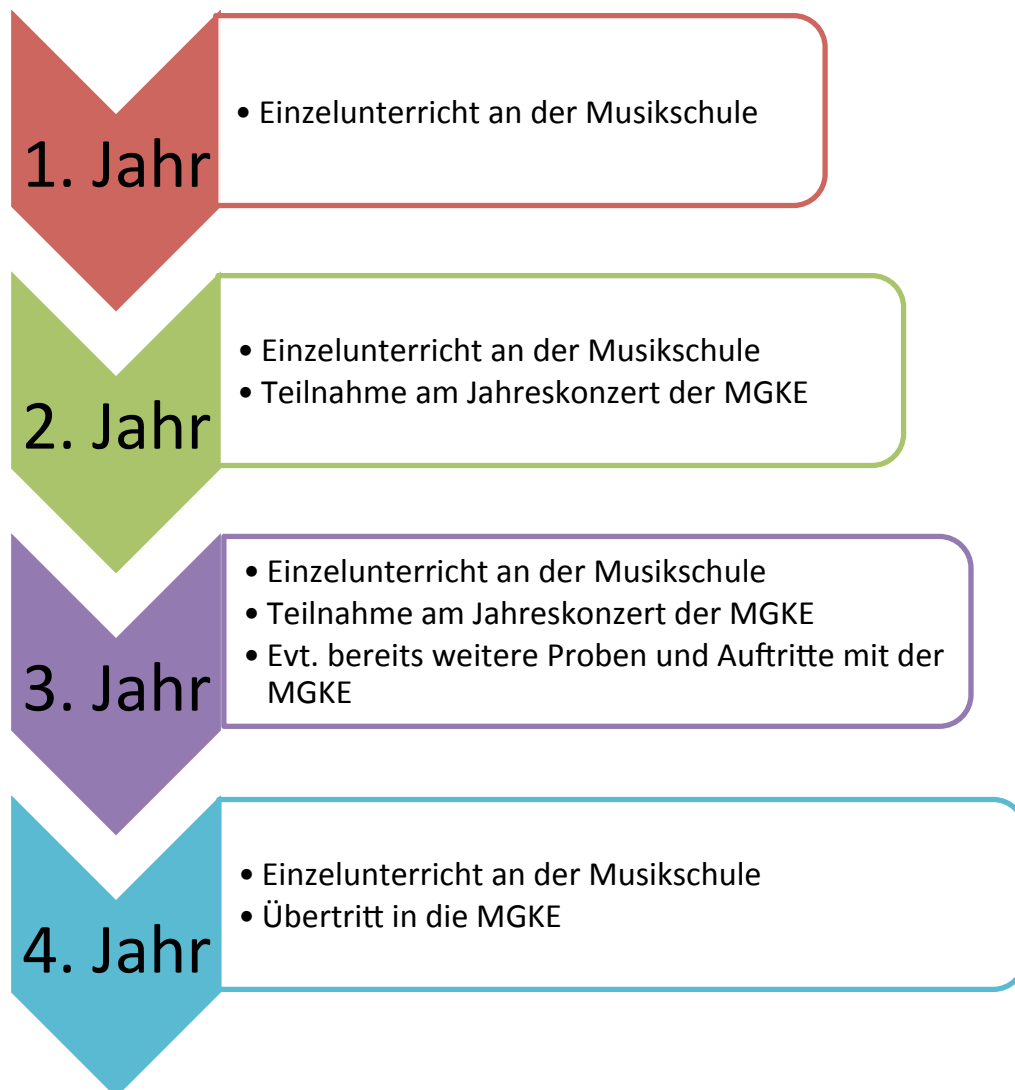 1. Jahr
• Einzelunterricht an der Musikschule
2. Jahr
• Einzelunterricht an der Musikschule
• Teilnahme am Jahreskonzert der MGKE
3. Jahr
• Einzelunterricht an der Musikschule
• Teilnahme am Jahreskonzert der MGKE
• Evt. bereits weitere Proben und Auftritte mit der
MGKE
4. Jahr
• Einzelunterricht an der Musikschule
• Übertritt in die MGKE